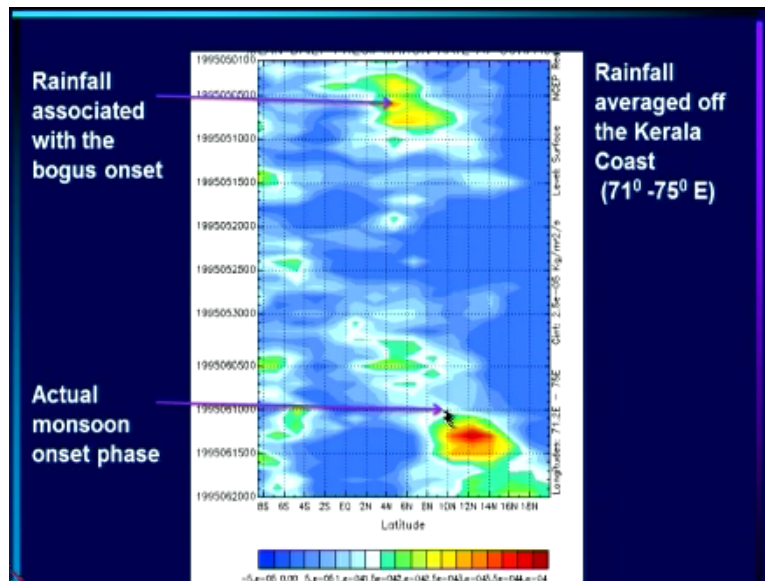 Rainfall
associated
with the
bogus onset
Actual
monsoon
onset phase
1995050100
1995050500
1995051000
1995051500
1995052000
1995052500
1995053000
1995060500
1995061000
1995061500
1995062000
8S 6S 4S 2S EQ 2N 4N 6N 8N 10N 12N 14N 16N 18N
Latitude
Longitudes: 71.2E - 75E
Level: Surface
NCEP
Rainfall
averaged off
the Kerala
Coast
(71⁰ -75⁰ E)